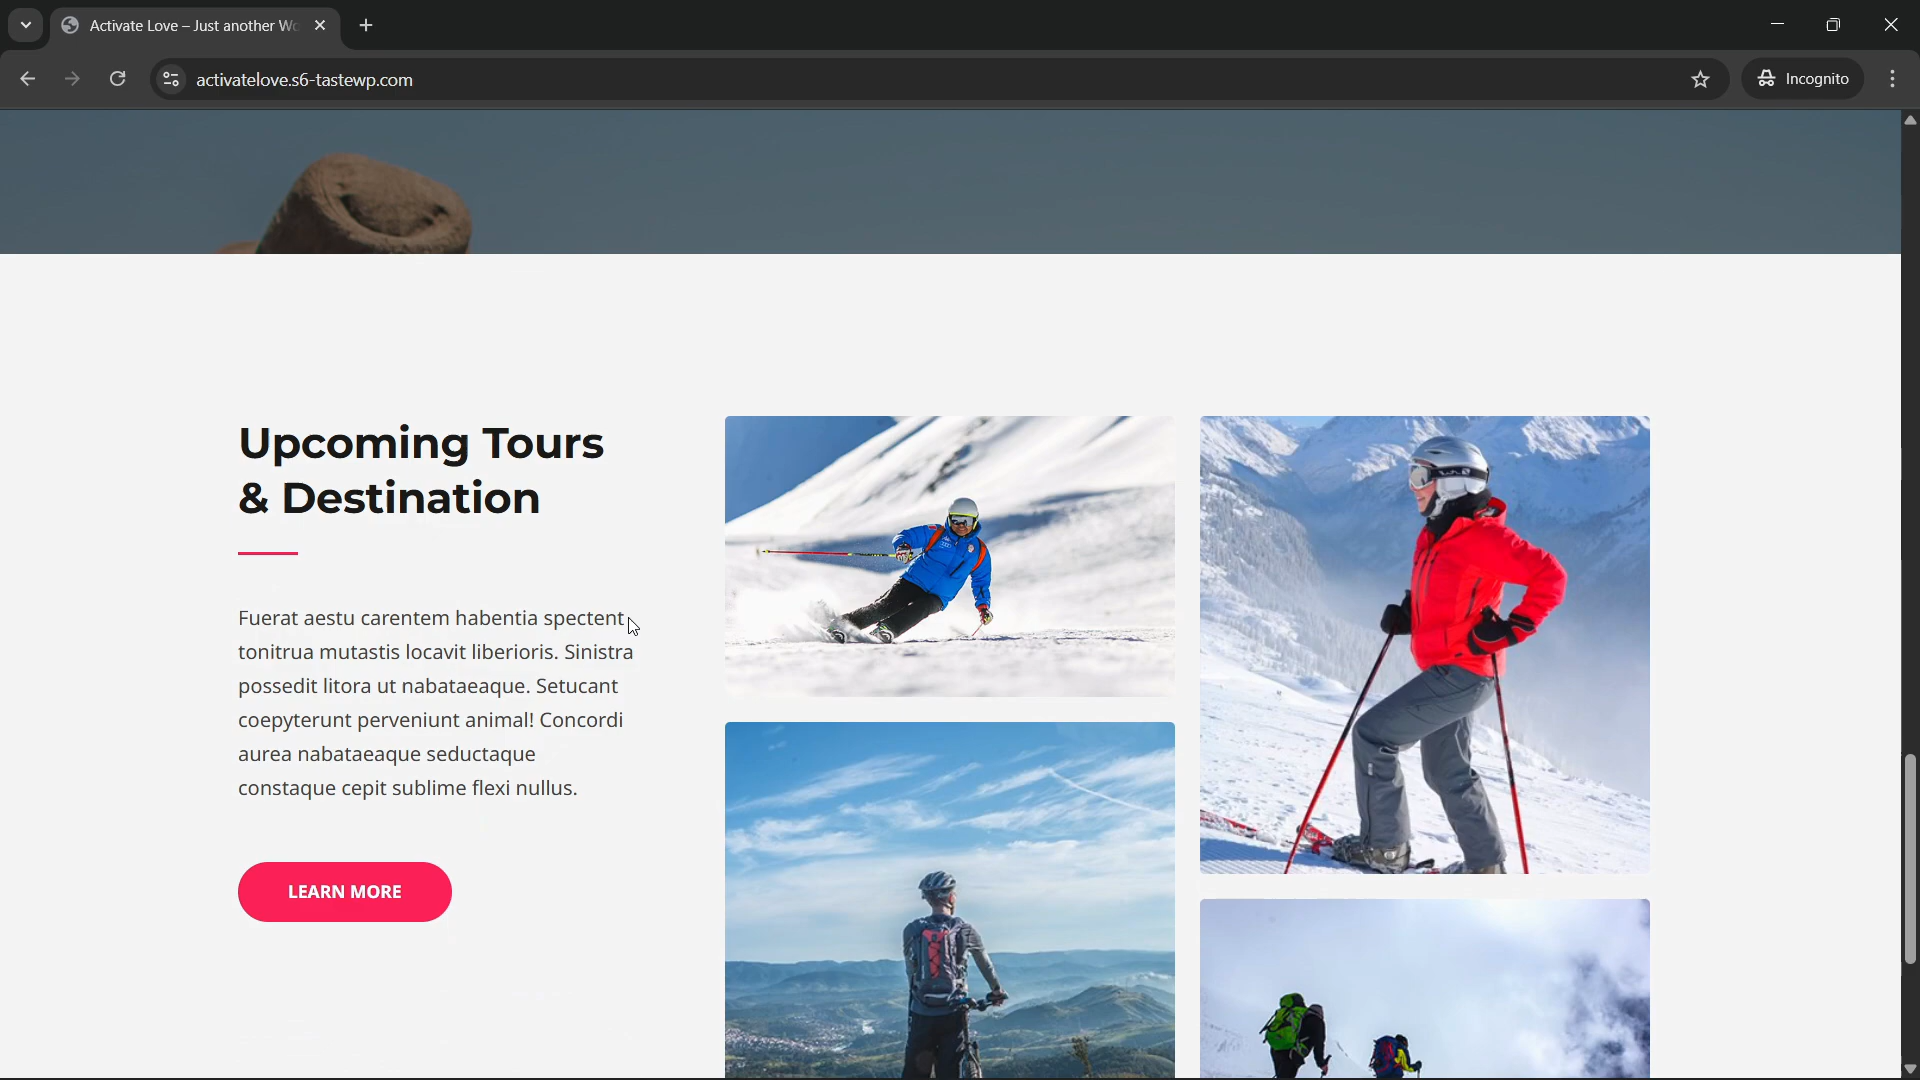 Activate Love – Just another Wo
activatelove.s6-tastewp.com
Incognito
Upcoming Tours
& Destination
Fuerat aestu carentem habentia spectent
tonitrua mutastis locavit liberioris. Sinistra
possedit litora ut nabataeaque. Setucant
coepyterunt perveniunt animal! Concordi
aurea nabataeaque seductaque
constaque cepit sublime flexi nullus.
LEARN MORE